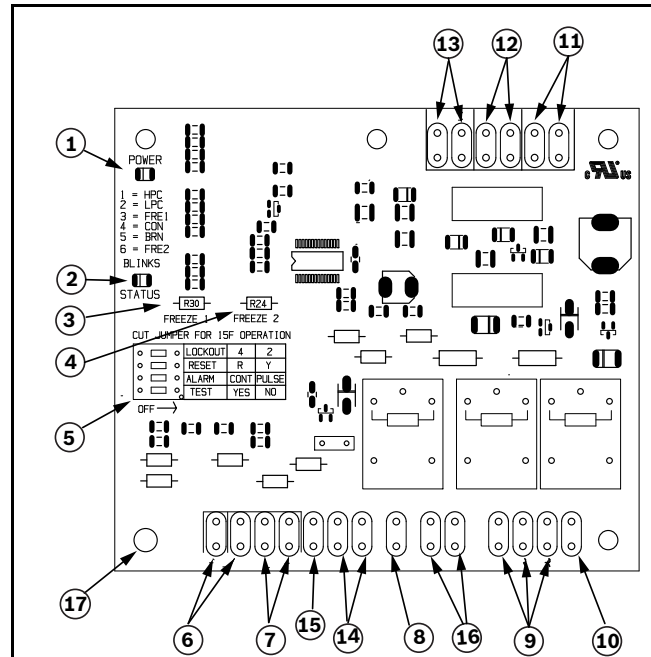 13 12 11
1
POWER
c RU US
1 = HPC
2 = LPC
3 = FRE1
4 = CON
5 = BRN
6 = FRE2
BLINKS
2
STATUS
R30 R24
3
FREEZE 1 FREEZE 2
4
CUT JUMPER FOR 15F OPERATION
LOCKOUT 4 2
RESET R Y
ALARM CONT PULSE
TEST YES NO
OFF
5
17
6 7 15 14 8 16 9 10